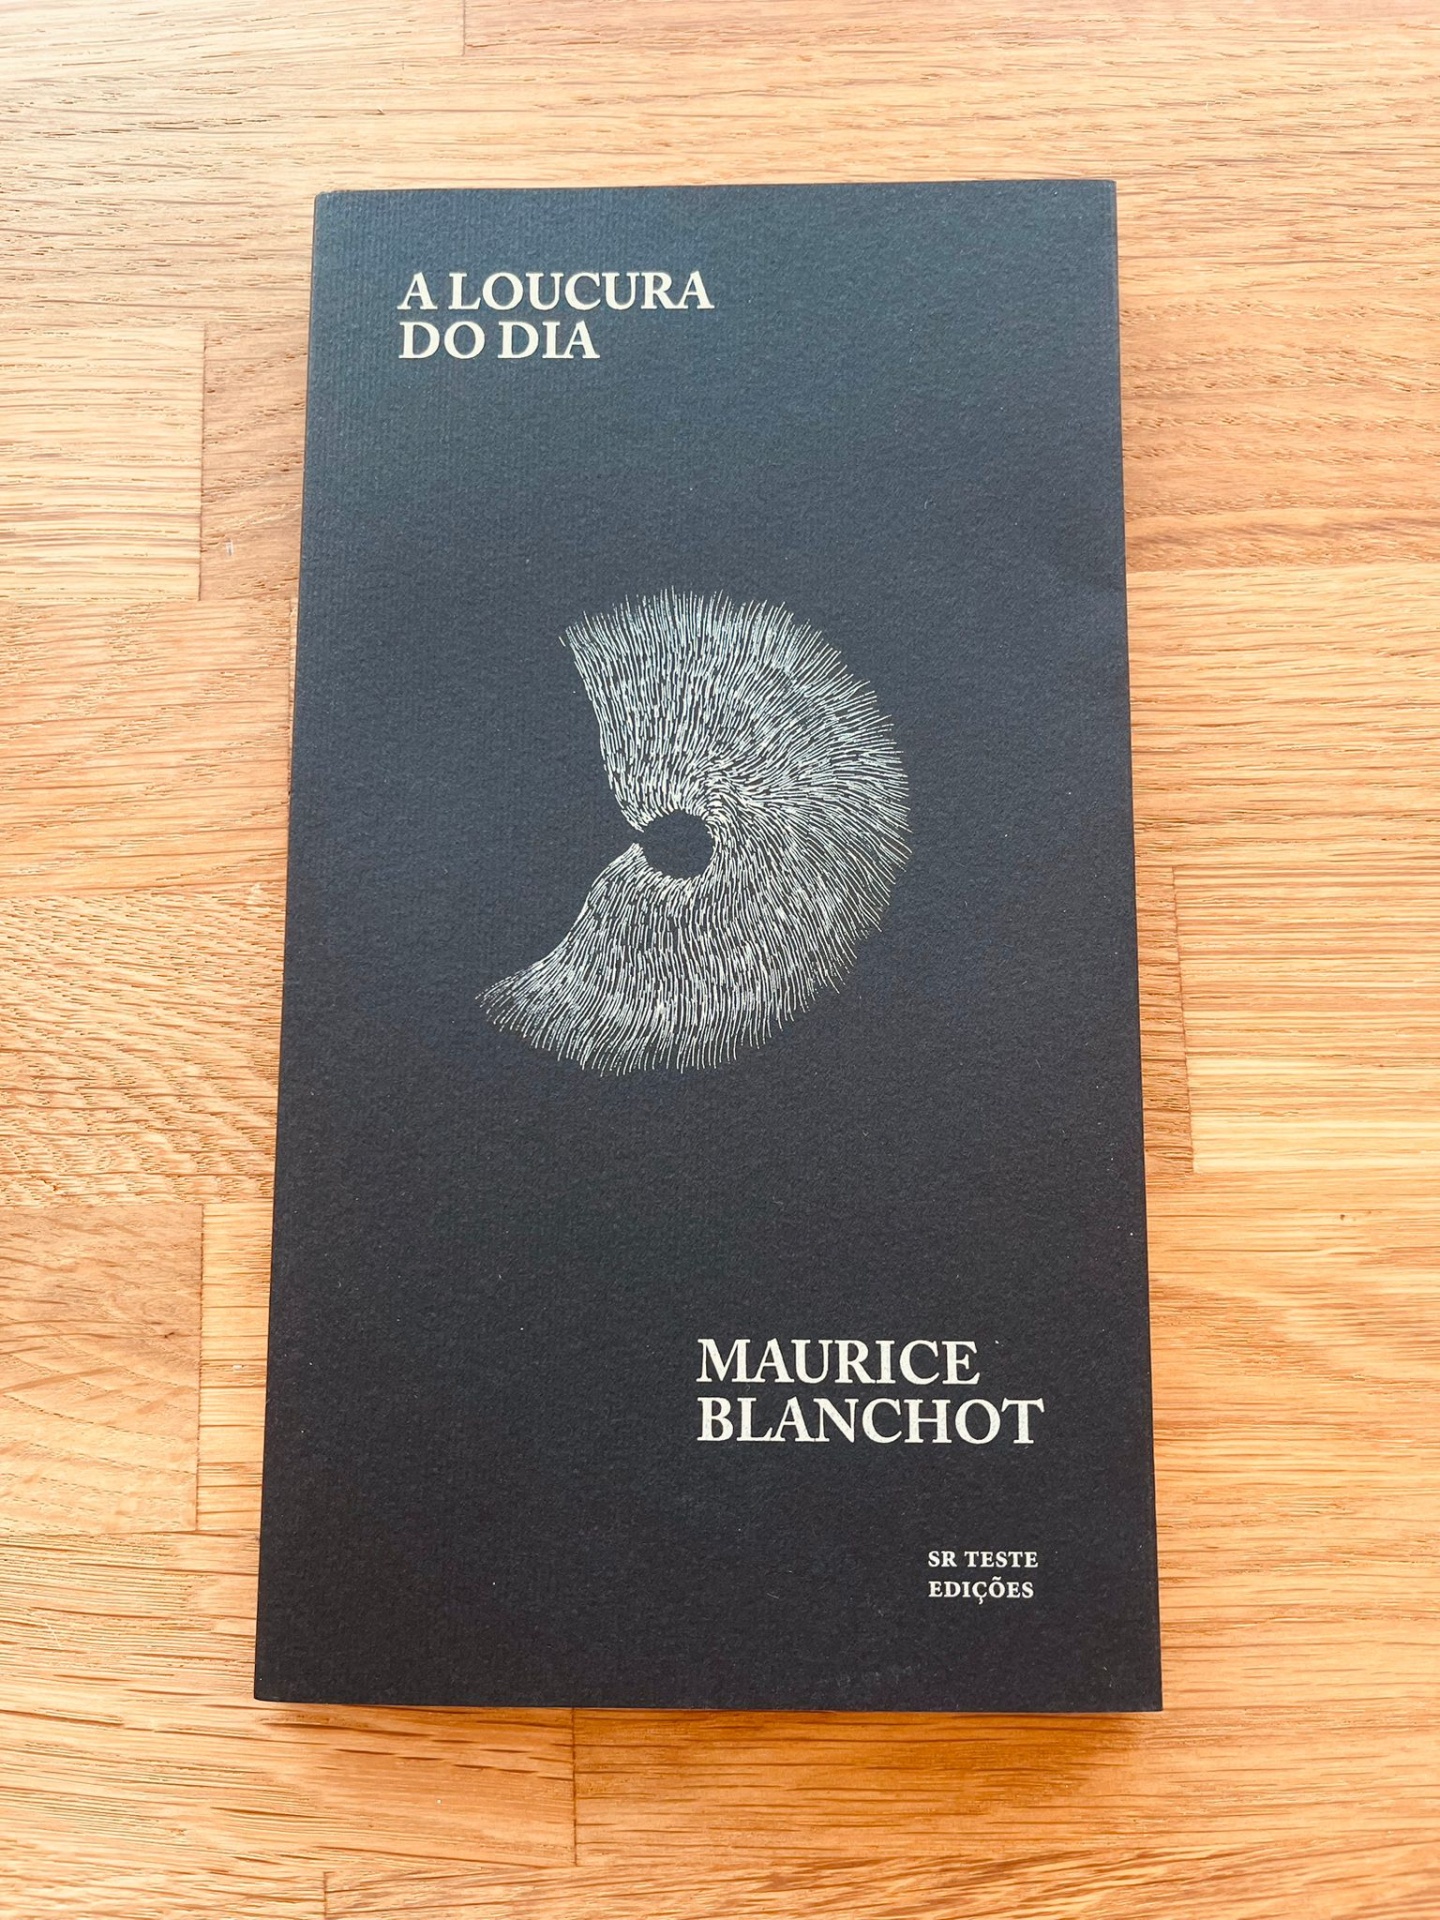 A LOUCURA
DO DIA
MAURICE
BLANCHOT
SR TESTE
EDIÇÕES